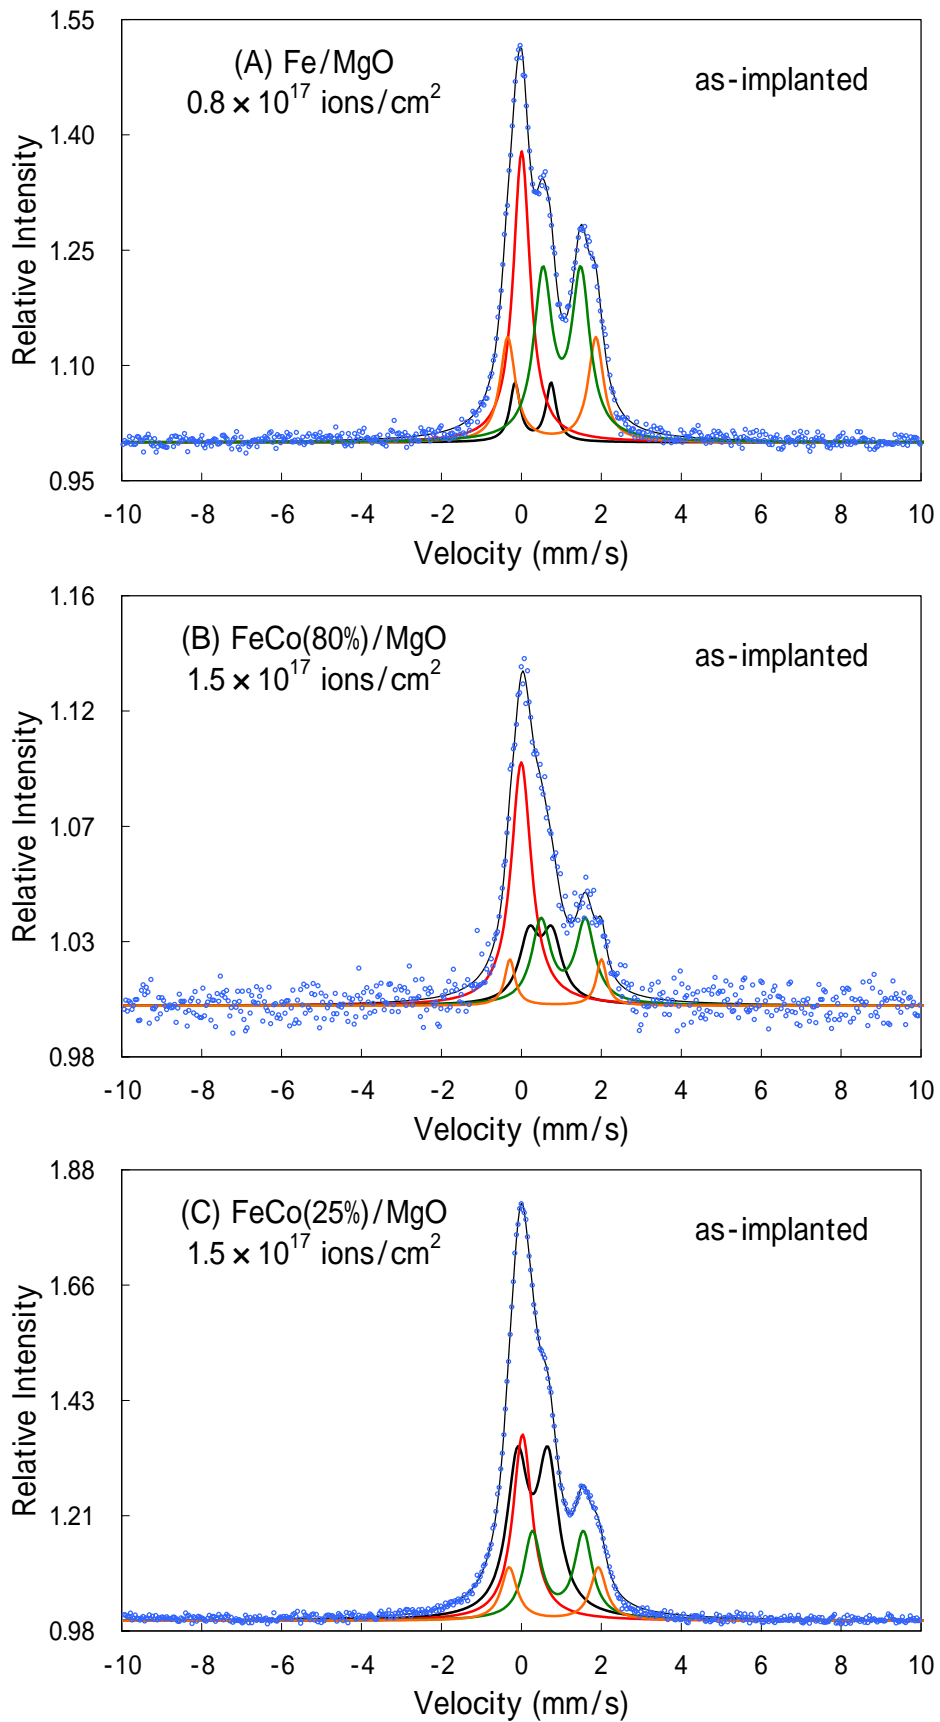 1.55
(A) Fe/MgO
0.8 × 10^17 ions/cm^2
as-implanted
1.40
1.25
1.10
0.95
Relative Intensity
-10 -8 -6 -4 -2 0 2 4 6 8 10
Velocity (mm/s)
1.16
(B) FeCo(80%)/MgO
1.5 × 10^17 ions/cm^2
as-implanted
1.12
1.07
1.03
0.98
Relative Intensity
-10 -8 -6 -4 -2 0 2 4 6 8 10
Velocity (mm/s)
1.88
(C) FeCo(25%)/MgO
1.5 × 10^17 ions/cm^2
as-implanted
1.66
1.43
1.21
0.98
Relative Intensity
-10 -8 -6 -4 -2 0 2 4 6 8 10
Velocity (mm/s)